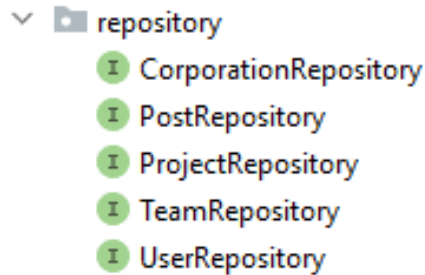 repository
I CorporationRepository
I PostRepository
I ProjectRepository
I TeamRepository
I UserRepository